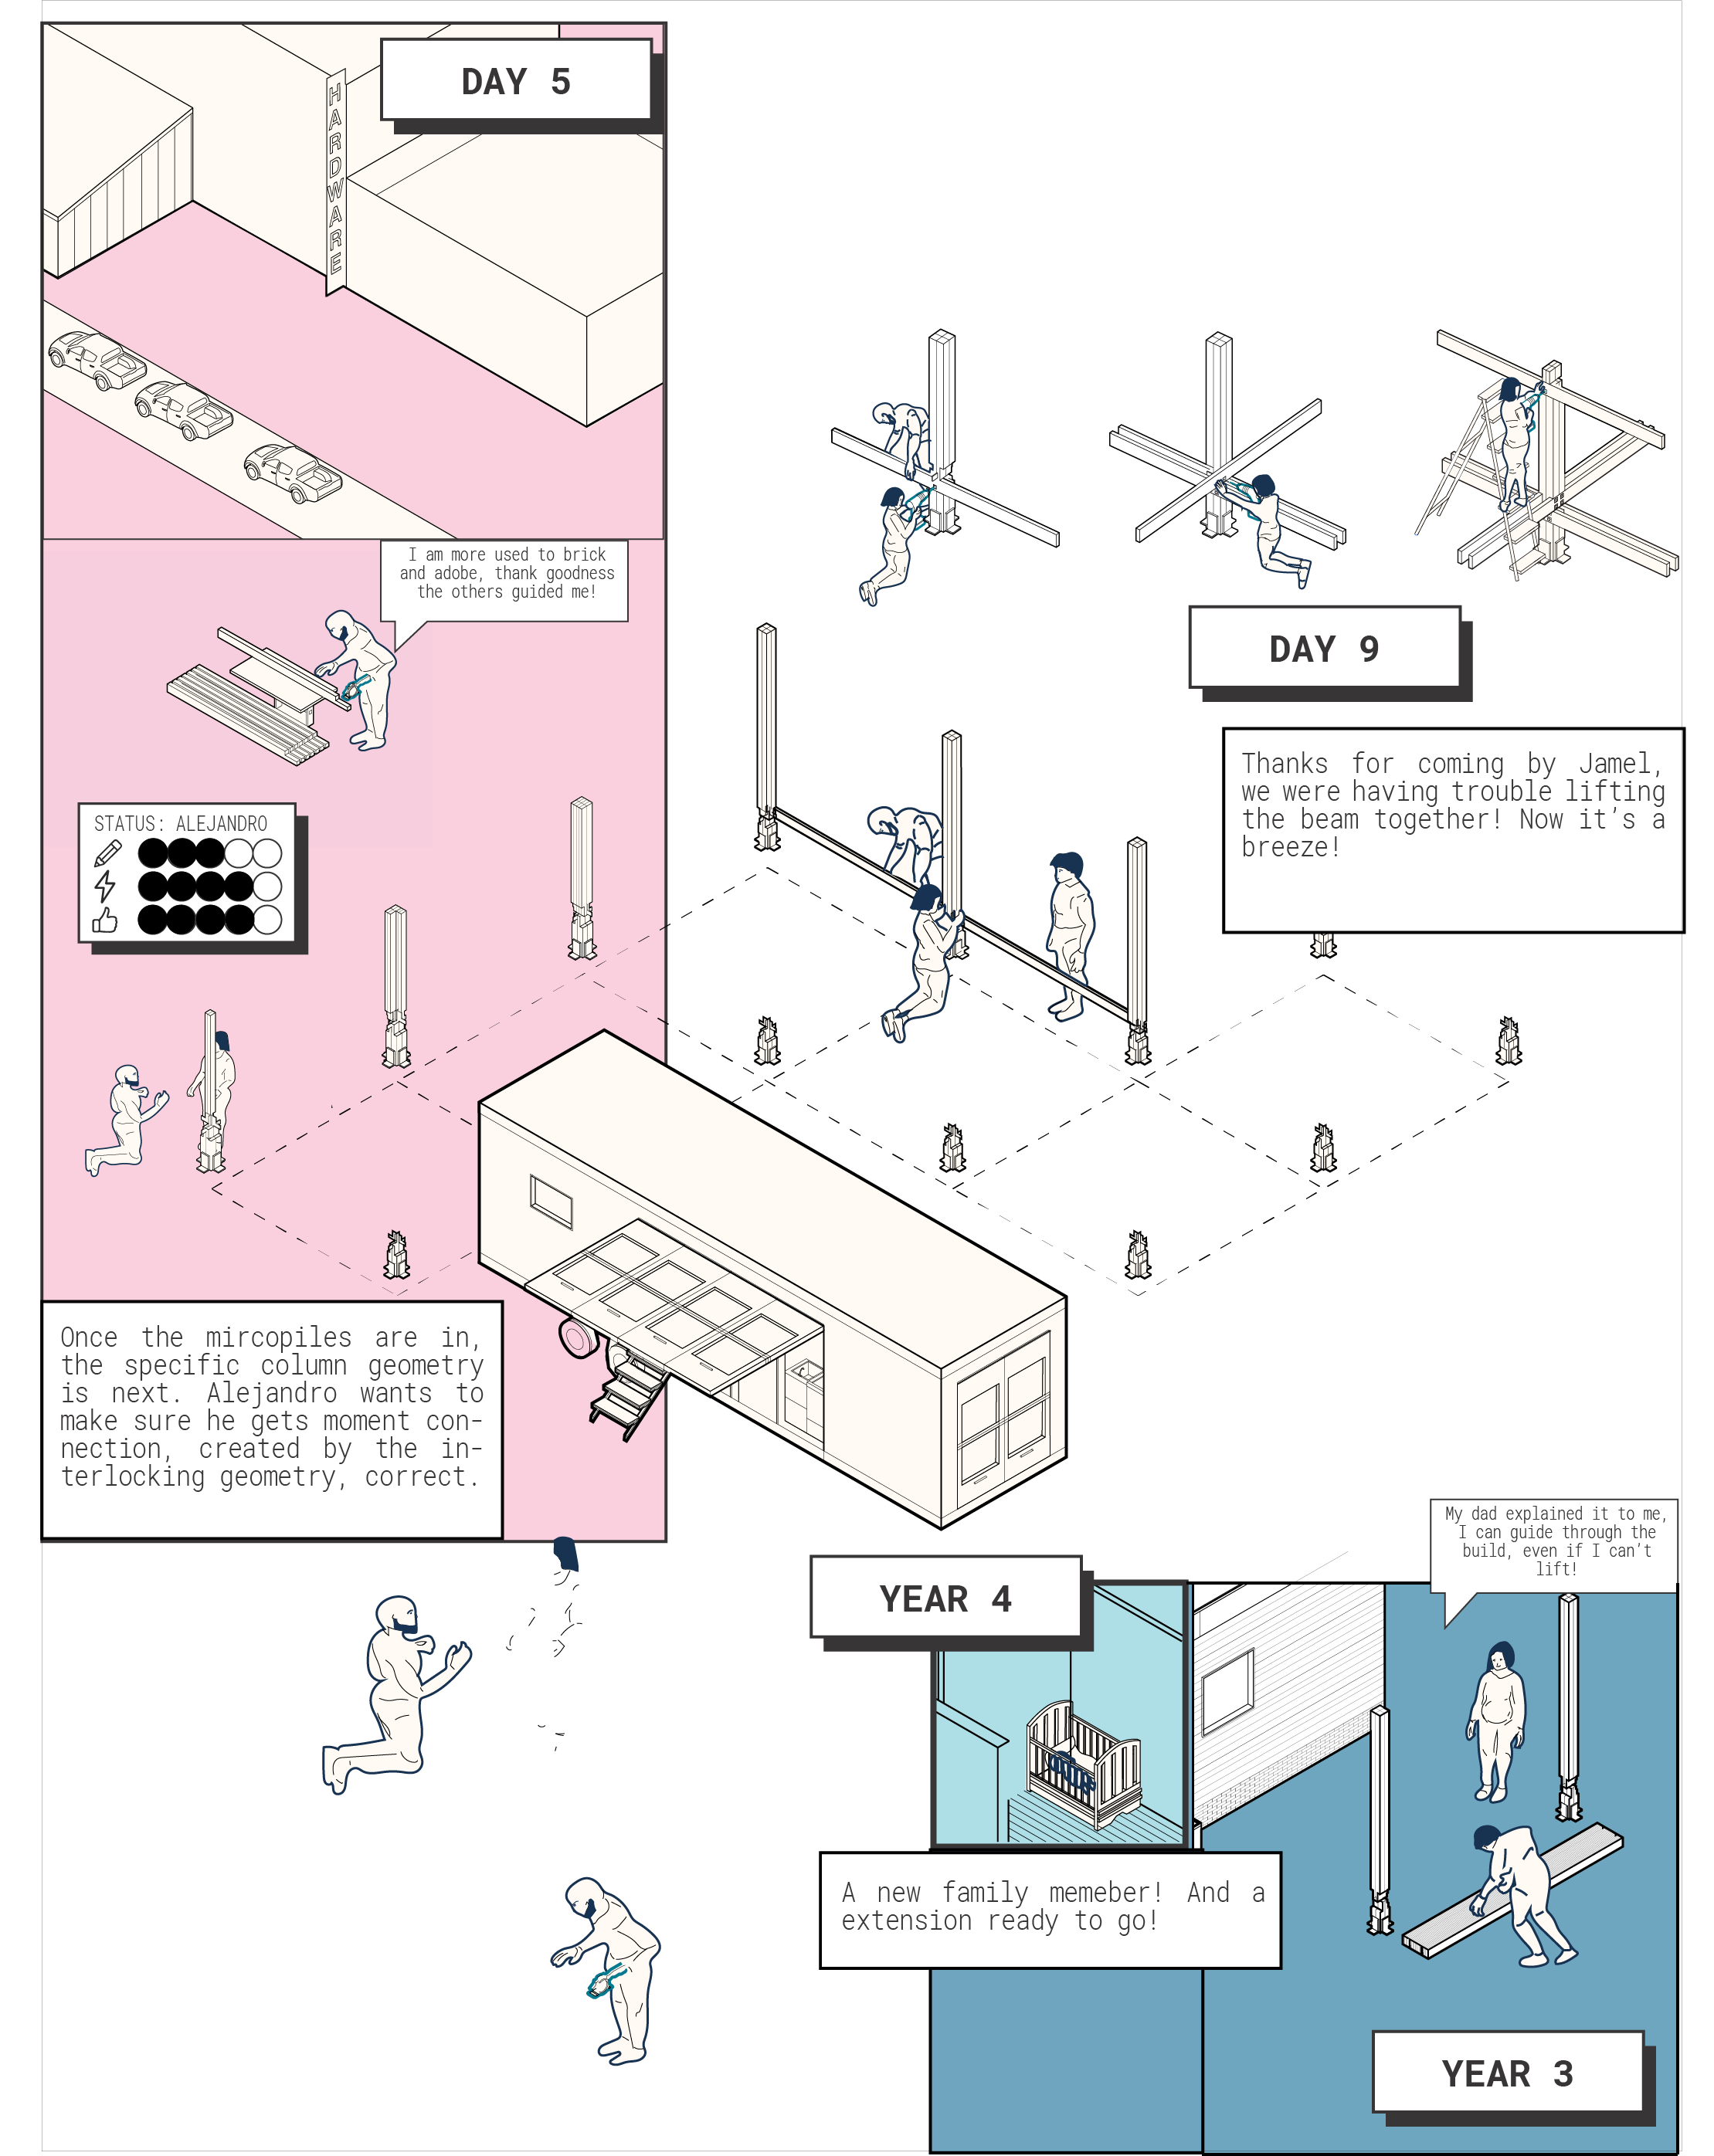 DAY 5
HARDWARE
I am more used to brick
and adobe, thank goodness
the others guided me!
STATUS: ALEJANDRO
DAY 9
Thanks for coming by Jamel,
we were having trouble lifting
the beam together! Now it's a
breeze!
Once the mircopiles are in,
the specific column geometry
is next. Alejandro wants to
make sure he gets moment con-
nection, created by the in-
terlocking geometry, correct.
My dad explained it to me,
I can guide through the
build, even if I can't
lift!
YEAR 4
A new family memeber! And a
extension ready to go!
YEAR 3